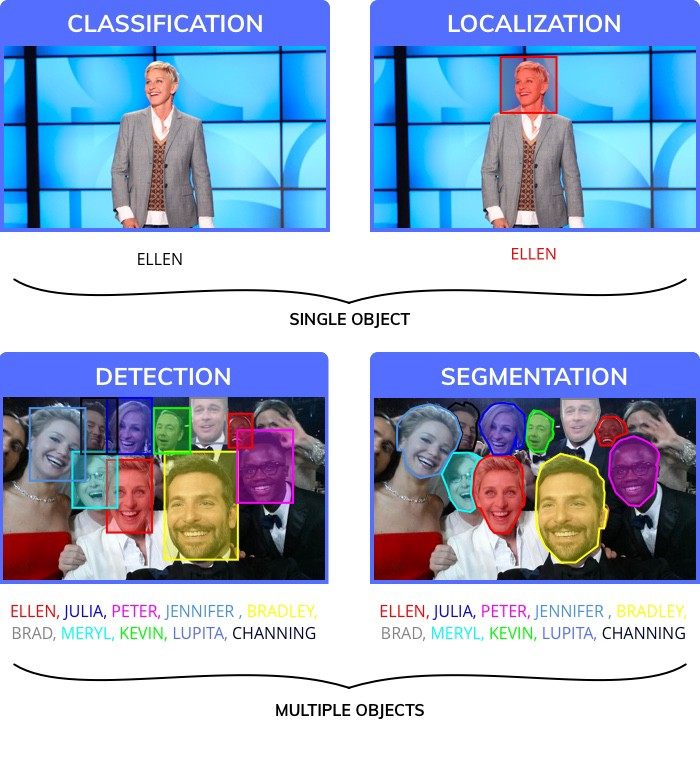 CLASSIFICATION
LOCALIZATION
ELLEN
ELLEN
SINGLE OBJECT
DETECTION
SEGMENTATION
ELLEN, JULIA, PETER, JENNIFER , BRADLEY,
BRAD, MERYL, KEVIN, LUPITA, CHANNING
ELLEN, JULIA, PETER, JENNIFER , BRADLEY,
BRAD, MERYL, KEVIN, LUPITA, CHANNING
MULTIPLE OBJECTS